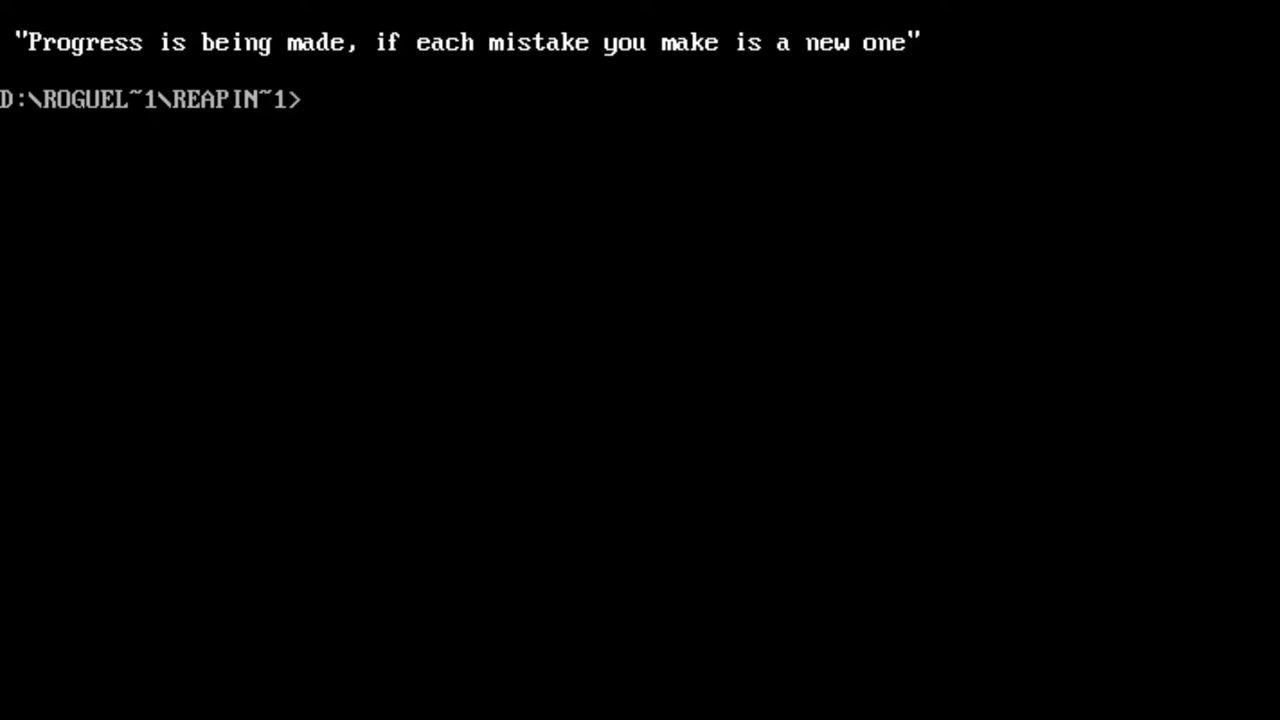 "Progress is being made, if each mistake you make is a new one"
D:\ROGUEL~1\REAPIN~1>